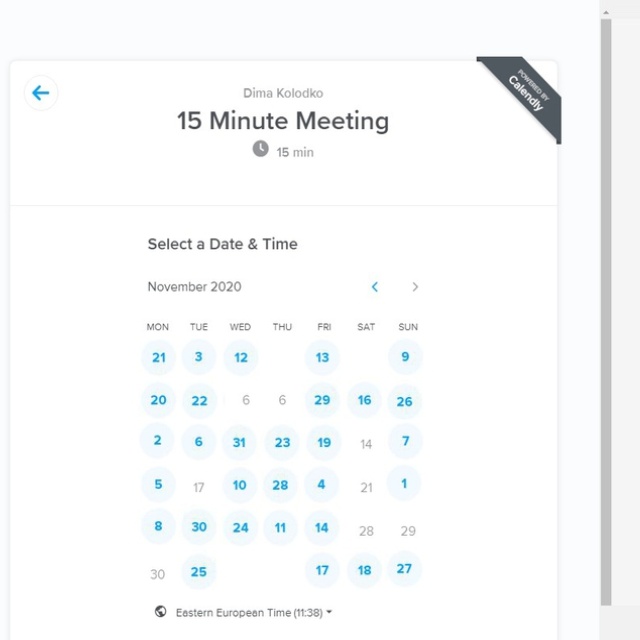 POWERED BY
Calendly
Dima Kolodko
15 Minute Meeting
15 min
Select a Date & Time
November 2020
MON TUE WED THU FRI SAT SUN
21 3 12 13 9
20 22 6 6 29 16 26
2 6 31 23 19 14 7
5 17 10 28 4 21 1
8 30 24 11 14 28 29
30 25 17 18 27
Eastern European Time (11:38)